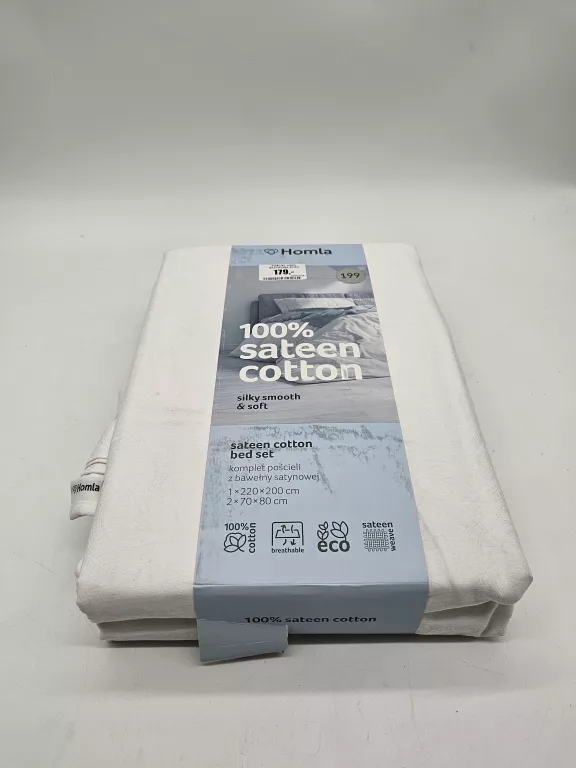 Homla
179,-
199
100%
sateen
cotton
silky smooth
& soft
sateen cotton
bed set
komplet pościeli
z bawełny satynowej
1×220×200 cm
2×70×80 cm
100%
cotton
breathable
eco
sateen
weave
Homla
100% sateen cotton